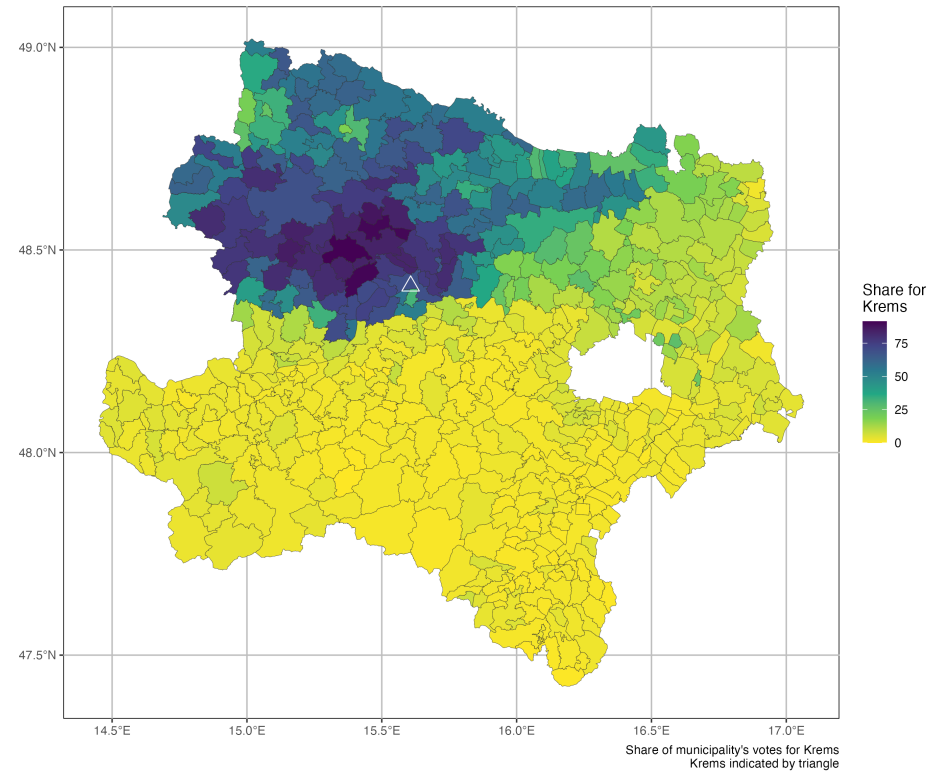 49.0°N
48.5°N
48.0°N
47.5°N
14.5°E 15.0°E 15.5°E 16.0°E 16.5°E 17.0°E
Share for
Krems
75
50
25
0
Share of municipality's votes for Krems
Krems indicated by triangle